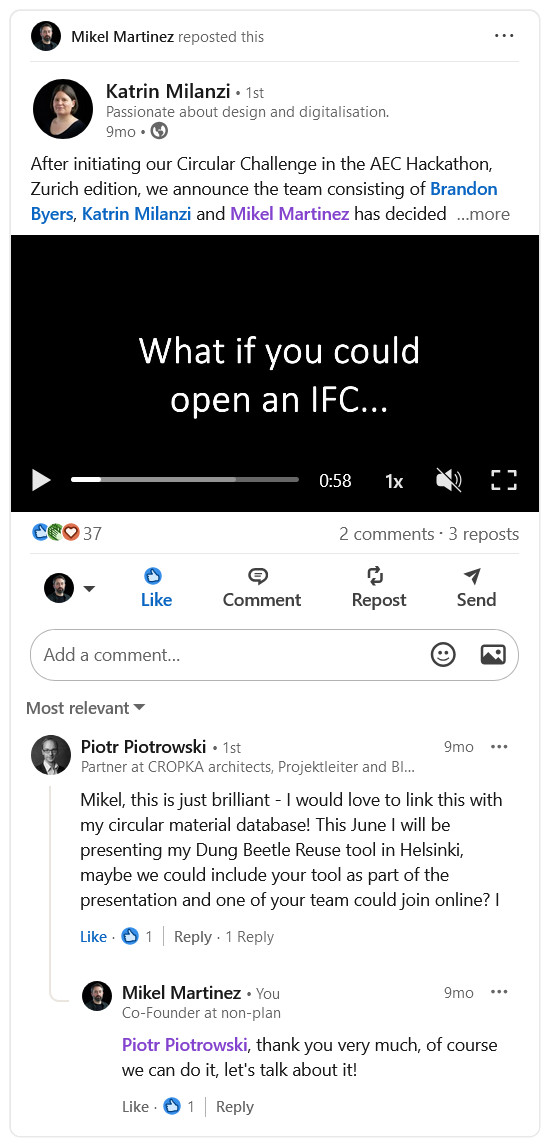 Mikel Martinez reposted this
Katrin Milanzi • 1st
Passionate about design and digitalisation.
9mo •
After initiating our Circular Challenge in the AEC Hackathon,
Zurich edition, we announce the team consisting of Brandon
Byers, Katrin Milanzi and Mikel Martinez has decided ...more
What if you could
open an IFC...
0:58 1x
37 2 comments · 3 reposts
Like Comment Repost Send
Add a comment...
Most relevant
Piotr Piotrowski • 1st 9mo
Partner at CROPKA architects, Projektleiter and Bl...
Mikel, this is just brilliant - I would love to link this with
my circular material database! This June I will be
presenting my Dung Beetle Reuse tool in Helsinki,
maybe we could include your tool as part of the
presentation and one of your team could join online? I
Like · 1 Reply · 1 Reply
Mikel Martinez • You 9mo
Co-Founder at non-plan
Piotr Piotrowski, thank you very much, of course
we can do it, let's talk about it!
Like · 1 Reply